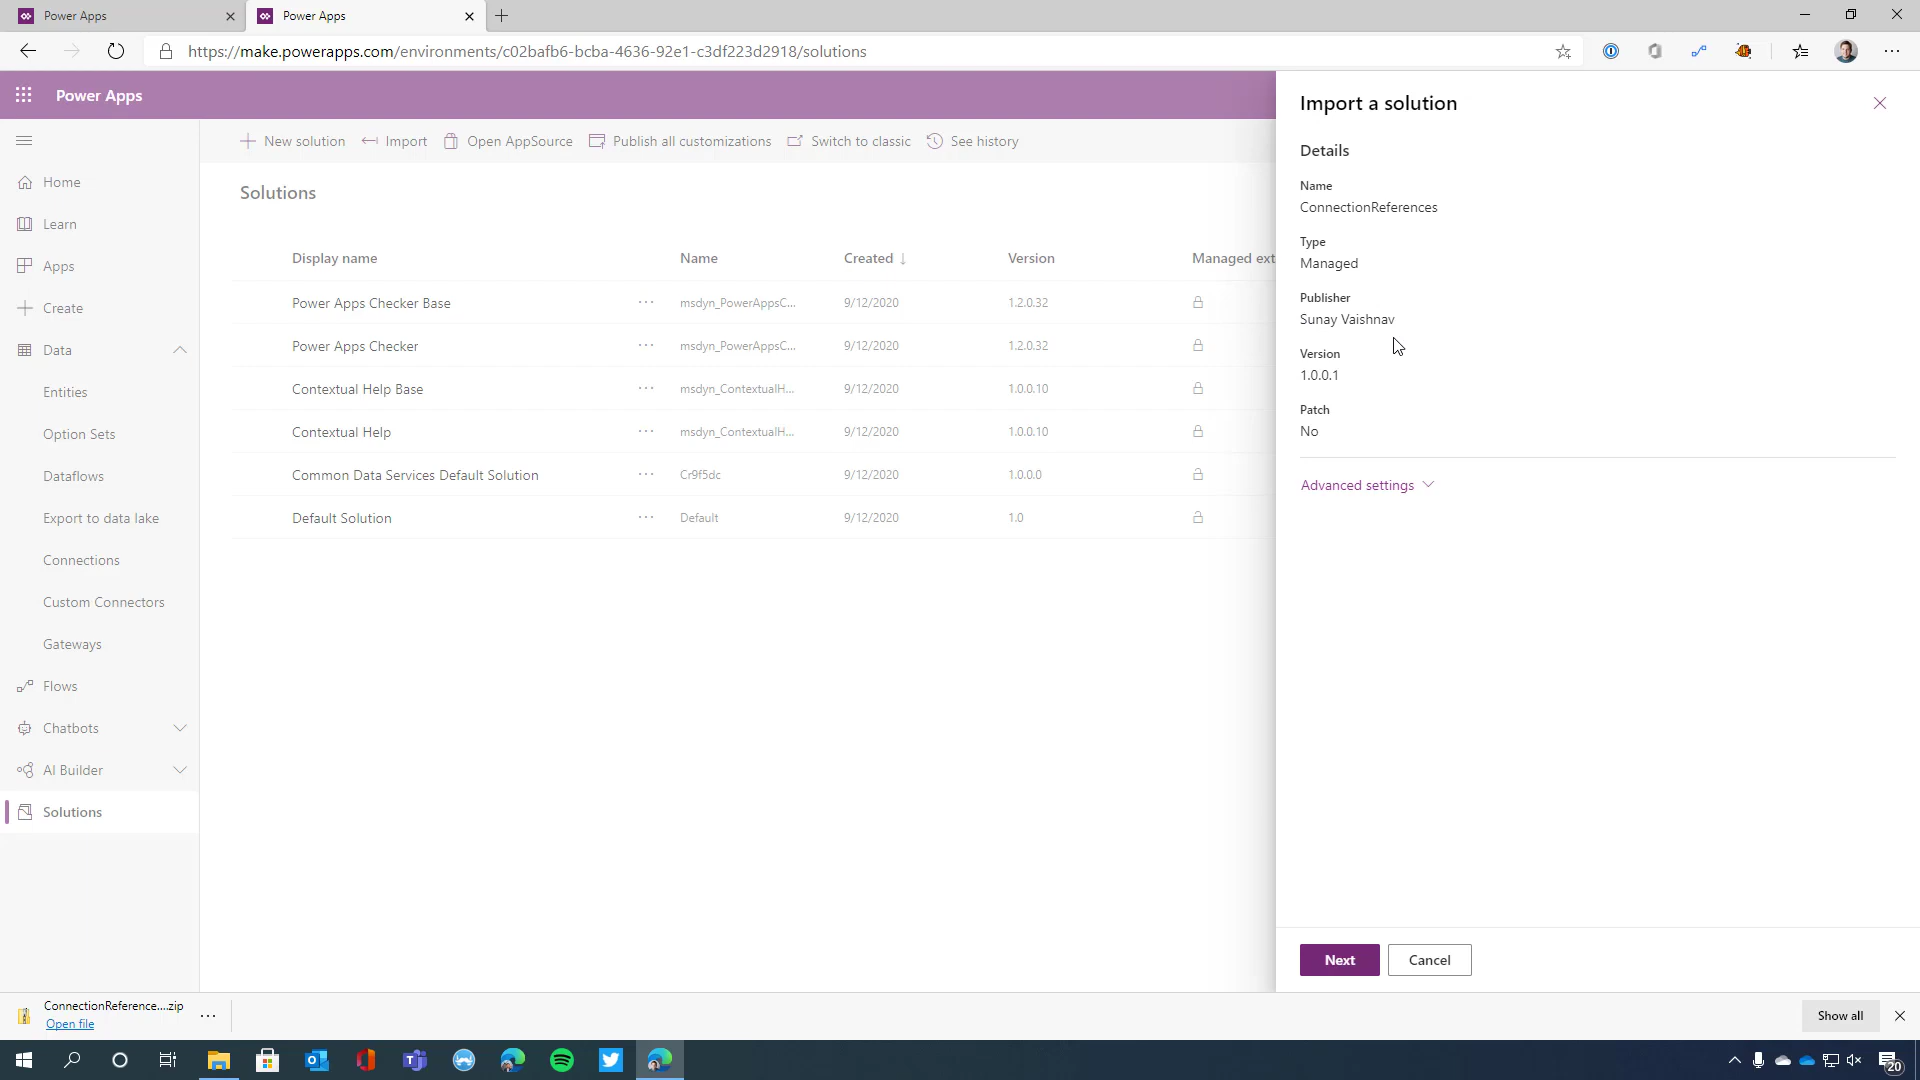 Power Apps
Power Apps
https://make.powerapps.com/environments/c02bafb6-bcba-4636-92e1-c3df223d2918/solutions
Power Apps
New solution
Import
Open AppSource
Publish all customizations
Switch to classic
See history
Home
Learn
Apps
Create
Data
Entities
Option Sets
Dataflows
Export to data lake
Connections
Custom Connectors
Gateways
Flows
Chatbots
AI Builder
Solutions
Solutions
Display name Name Created ↓ Version Managed ext
Power Apps Checker Base ··· msdyn_PowerAppsC... 9/12/2020 1.2.0.32
Power Apps Checker ··· msdyn_PowerAppsC... 9/12/2020 1.2.0.32
Contextual Help Base ··· msdyn_ContextualH... 9/12/2020 1.0.0.10
Contextual Help ··· msdyn_ContextualH... 9/12/2020 1.0.0.10
Common Data Services Default Solution ··· Cr9f5dc 9/12/2020 1.0.0.0
Default Solution ··· Default 9/12/2020 1.0
Import a solution
Details
Name
ConnectionReferences
Type
Managed
Publisher
Sunay Vaishnav
Version
1.0.0.1
Patch
No
Advanced settings
Next
Cancel
ConnectionReference....zip
Open file
Show all
20